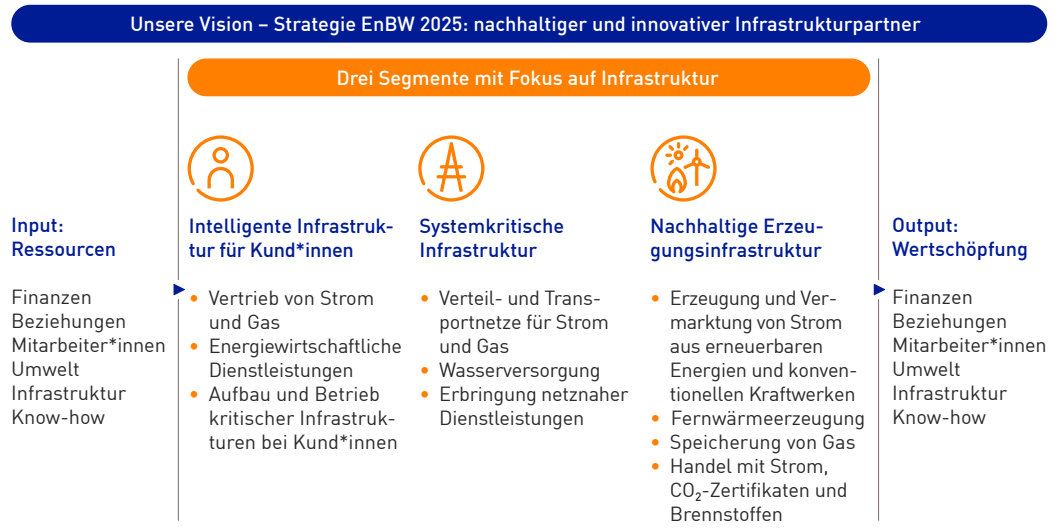 Unsere Vision – Strategie EnBW 2025: nachhaltiger und innovativer Infrastrukturpartner
Drei Segmente mit Fokus auf Infrastruktur
Input:
Ressourcen
Finanzen
Beziehungen
Mitarbeiter*innen
Umwelt
Infrastruktur
Know-how
Intelligente Infrastruk-
tur für Kund*innen
• Vertrieb von Strom
und Gas
• Energiewirtschaftliche
Dienstleistungen
• Aufbau und Betrieb
kritischer Infrastruk-
turen bei Kund*innen
Systemkritische
Infrastruktur
• Verteil- und Trans-
portnetze für Strom
und Gas
• Wasserversorgung
• Erbringung netznaher
Dienstleistungen
Nachhaltige Erzeu-
gungsinfrastruktur
• Erzeugung und Ver-
marktung von Strom
aus erneuerbaren
Energien und konven-
tionellen Kraftwerken
• Fernwärmeerzeugung
• Speicherung von Gas
• Handel mit Strom,
CO₂-Zertifikaten und
Brennstoffen
Output:
Wertschöpfung
Finanzen
Beziehungen
Mitarbeiter*innen
Umwelt
Infrastruktur
Know-how